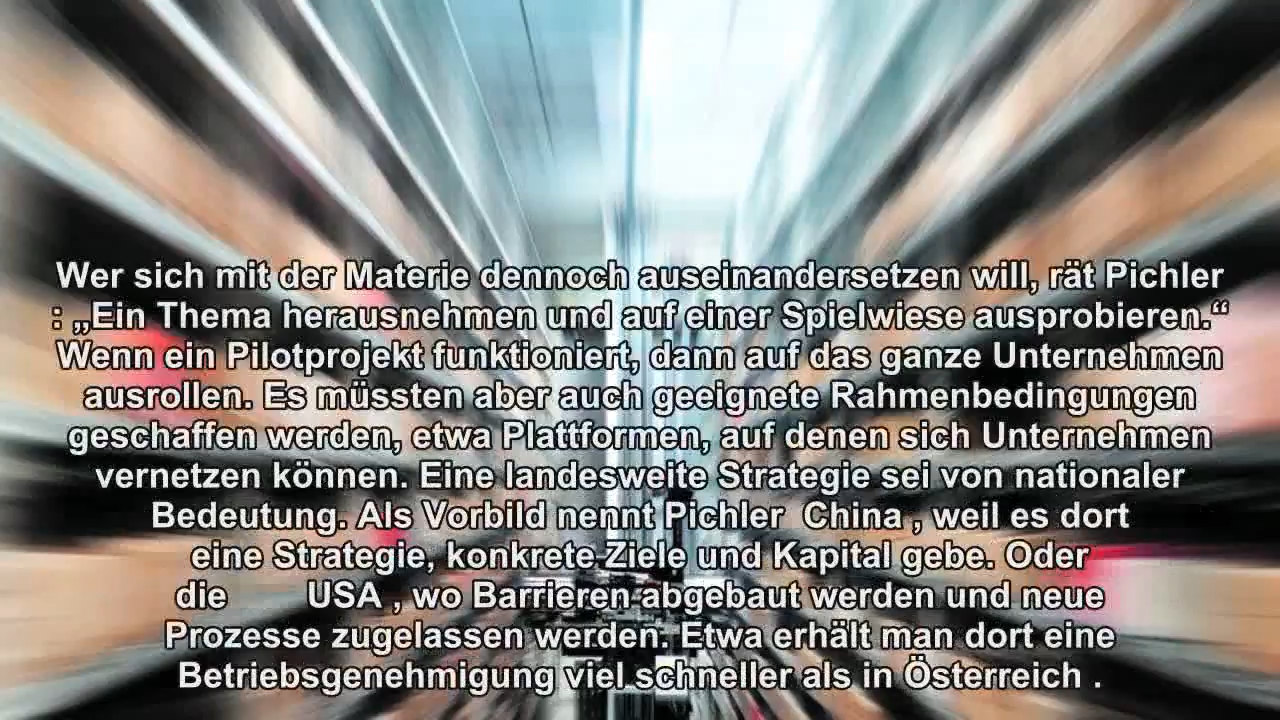 Wer sich mit der Materie dennoch auseinandersetzen will, rät Pichler
: „Ein Thema herausnehmen und auf einer Spielwiese ausprobieren.“
Wenn ein Pilotprojekt funktioniert, dann auf das ganze Unternehmen
ausrollen. Es müssten aber auch geeignete Rahmenbedingungen
geschaffen werden, etwa Plattformen, auf denen sich Unternehmen
vernetzen können. Eine landesweite Strategie sei von nationaler
Bedeutung. Als Vorbild nennt Pichler  China , weil es dort
eine Strategie, konkrete Ziele und Kapital gebe. Oder
die        USA , wo Barrieren abgebaut werden und neue
Prozesse zugelassen werden. Etwa erhält man dort eine
Betriebsgenehmigung viel schneller als in Österreich .